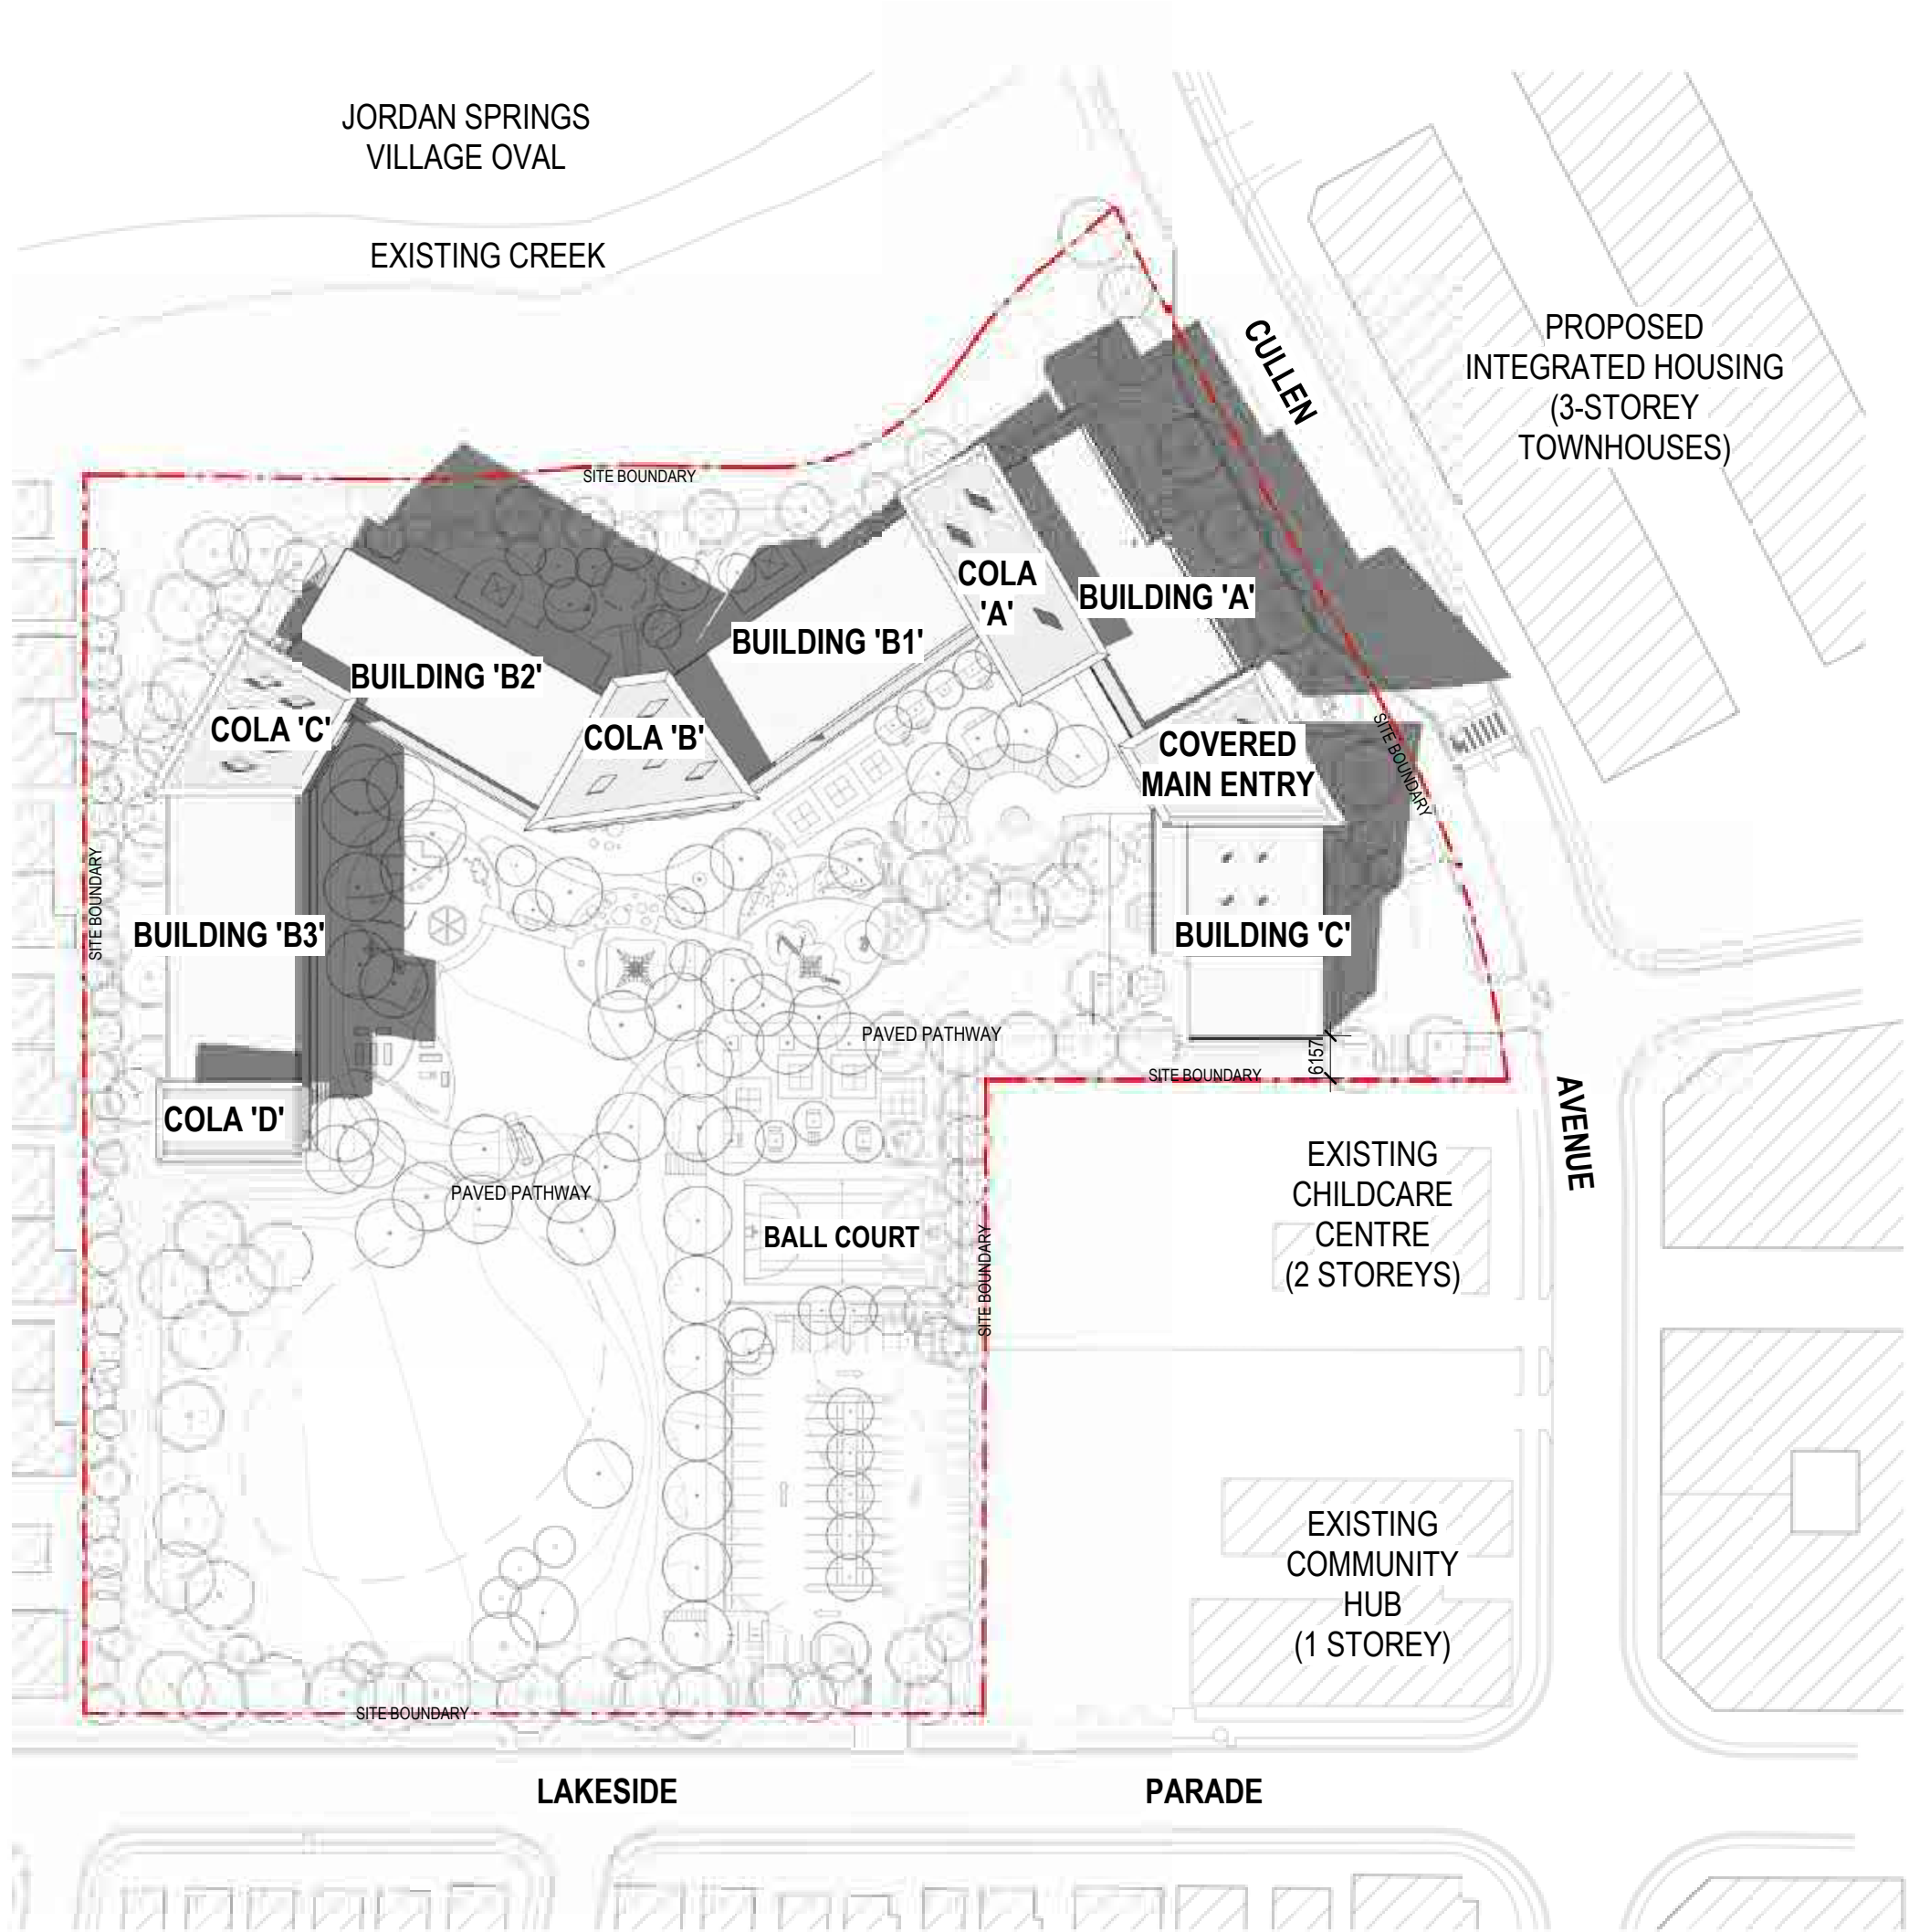 JORDAN SPRINGS
VILLAGE OVAL
EXISTING CREEK
CULLEN
PROPOSED
INTEGRATED HOUSING
(3-STOREY
TOWNHOUSES)
SITE BOUNDARY
COLA
'A'
BUILDING 'A'
BUILDING 'B1'
BUILDING 'B2'
COLA 'C'
COLA 'B'
COVERED
MAIN ENTRY
SITE BOUNDARY
SITE BOUNDARY
BUILDING 'B3'
BUILDING 'C'
PAVED PATHWAY
6157
SITE BOUNDARY
COLA 'D'
AVENUE
PAVED PATHWAY
BALL COURT
SITE BOUNDARY
EXISTING
CHILDCARE
CENTRE
(2 STOREYS)
EXISTING
COMMUNITY
HUB
(1 STOREY)
SITE BOUNDARY
LAKESIDE
PARADE